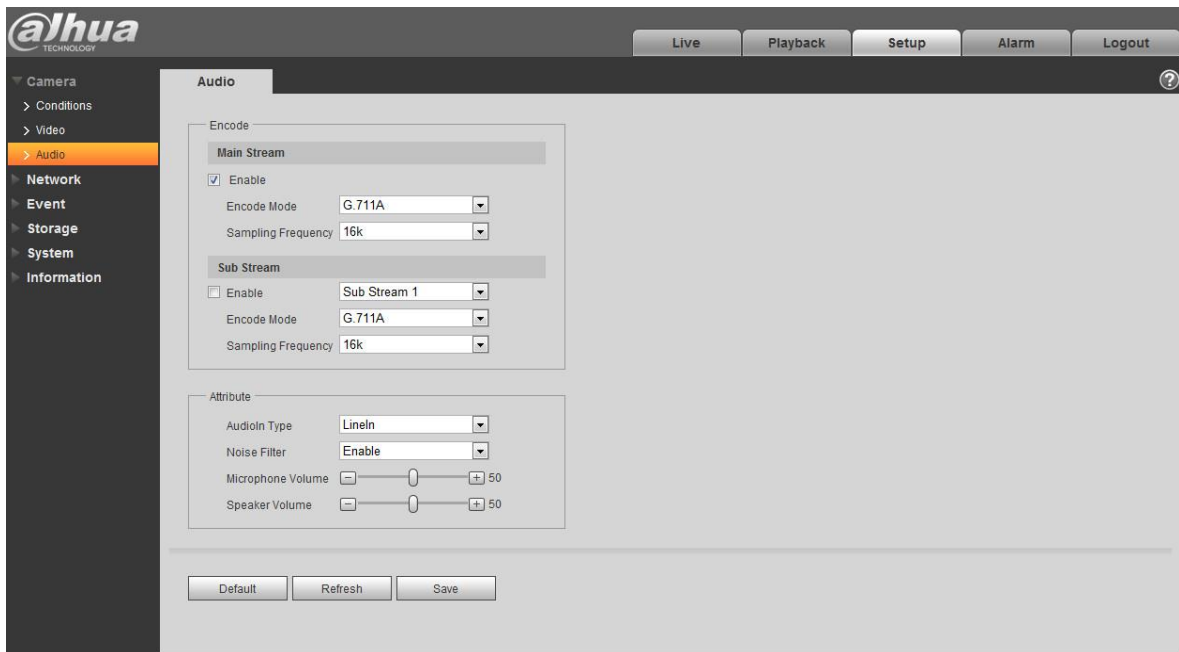 alhua
TECHNOLOGY
Live Playback Setup Alarm Logout
Camera
Conditions
Video
Audio
Network
Event
Storage
System
Information
Audio
?
Encode
Main Stream
Enable
Encode Mode G.711A
Sampling Frequency 16k
Sub Stream
Enable Sub Stream 1
Encode Mode G.711A
Sampling Frequency 16k
Attribute
AudioIn Type LineIn
Noise Filter Enable
Microphone Volume 50
Speaker Volume 50
Default Refresh Save